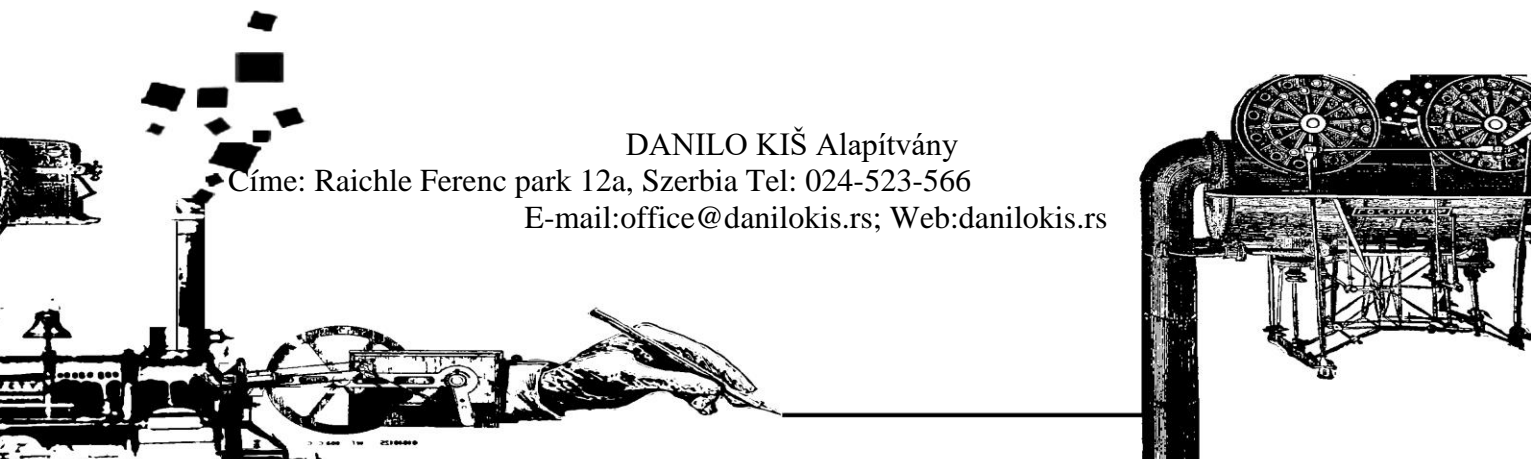 DANILO KIŠ Alapítvány
Címe: Raichle Ferenc park 12a, Szerbia Tel: 024-523-566
E-mail:office@danilokis.rs; Web:danilokis.rs